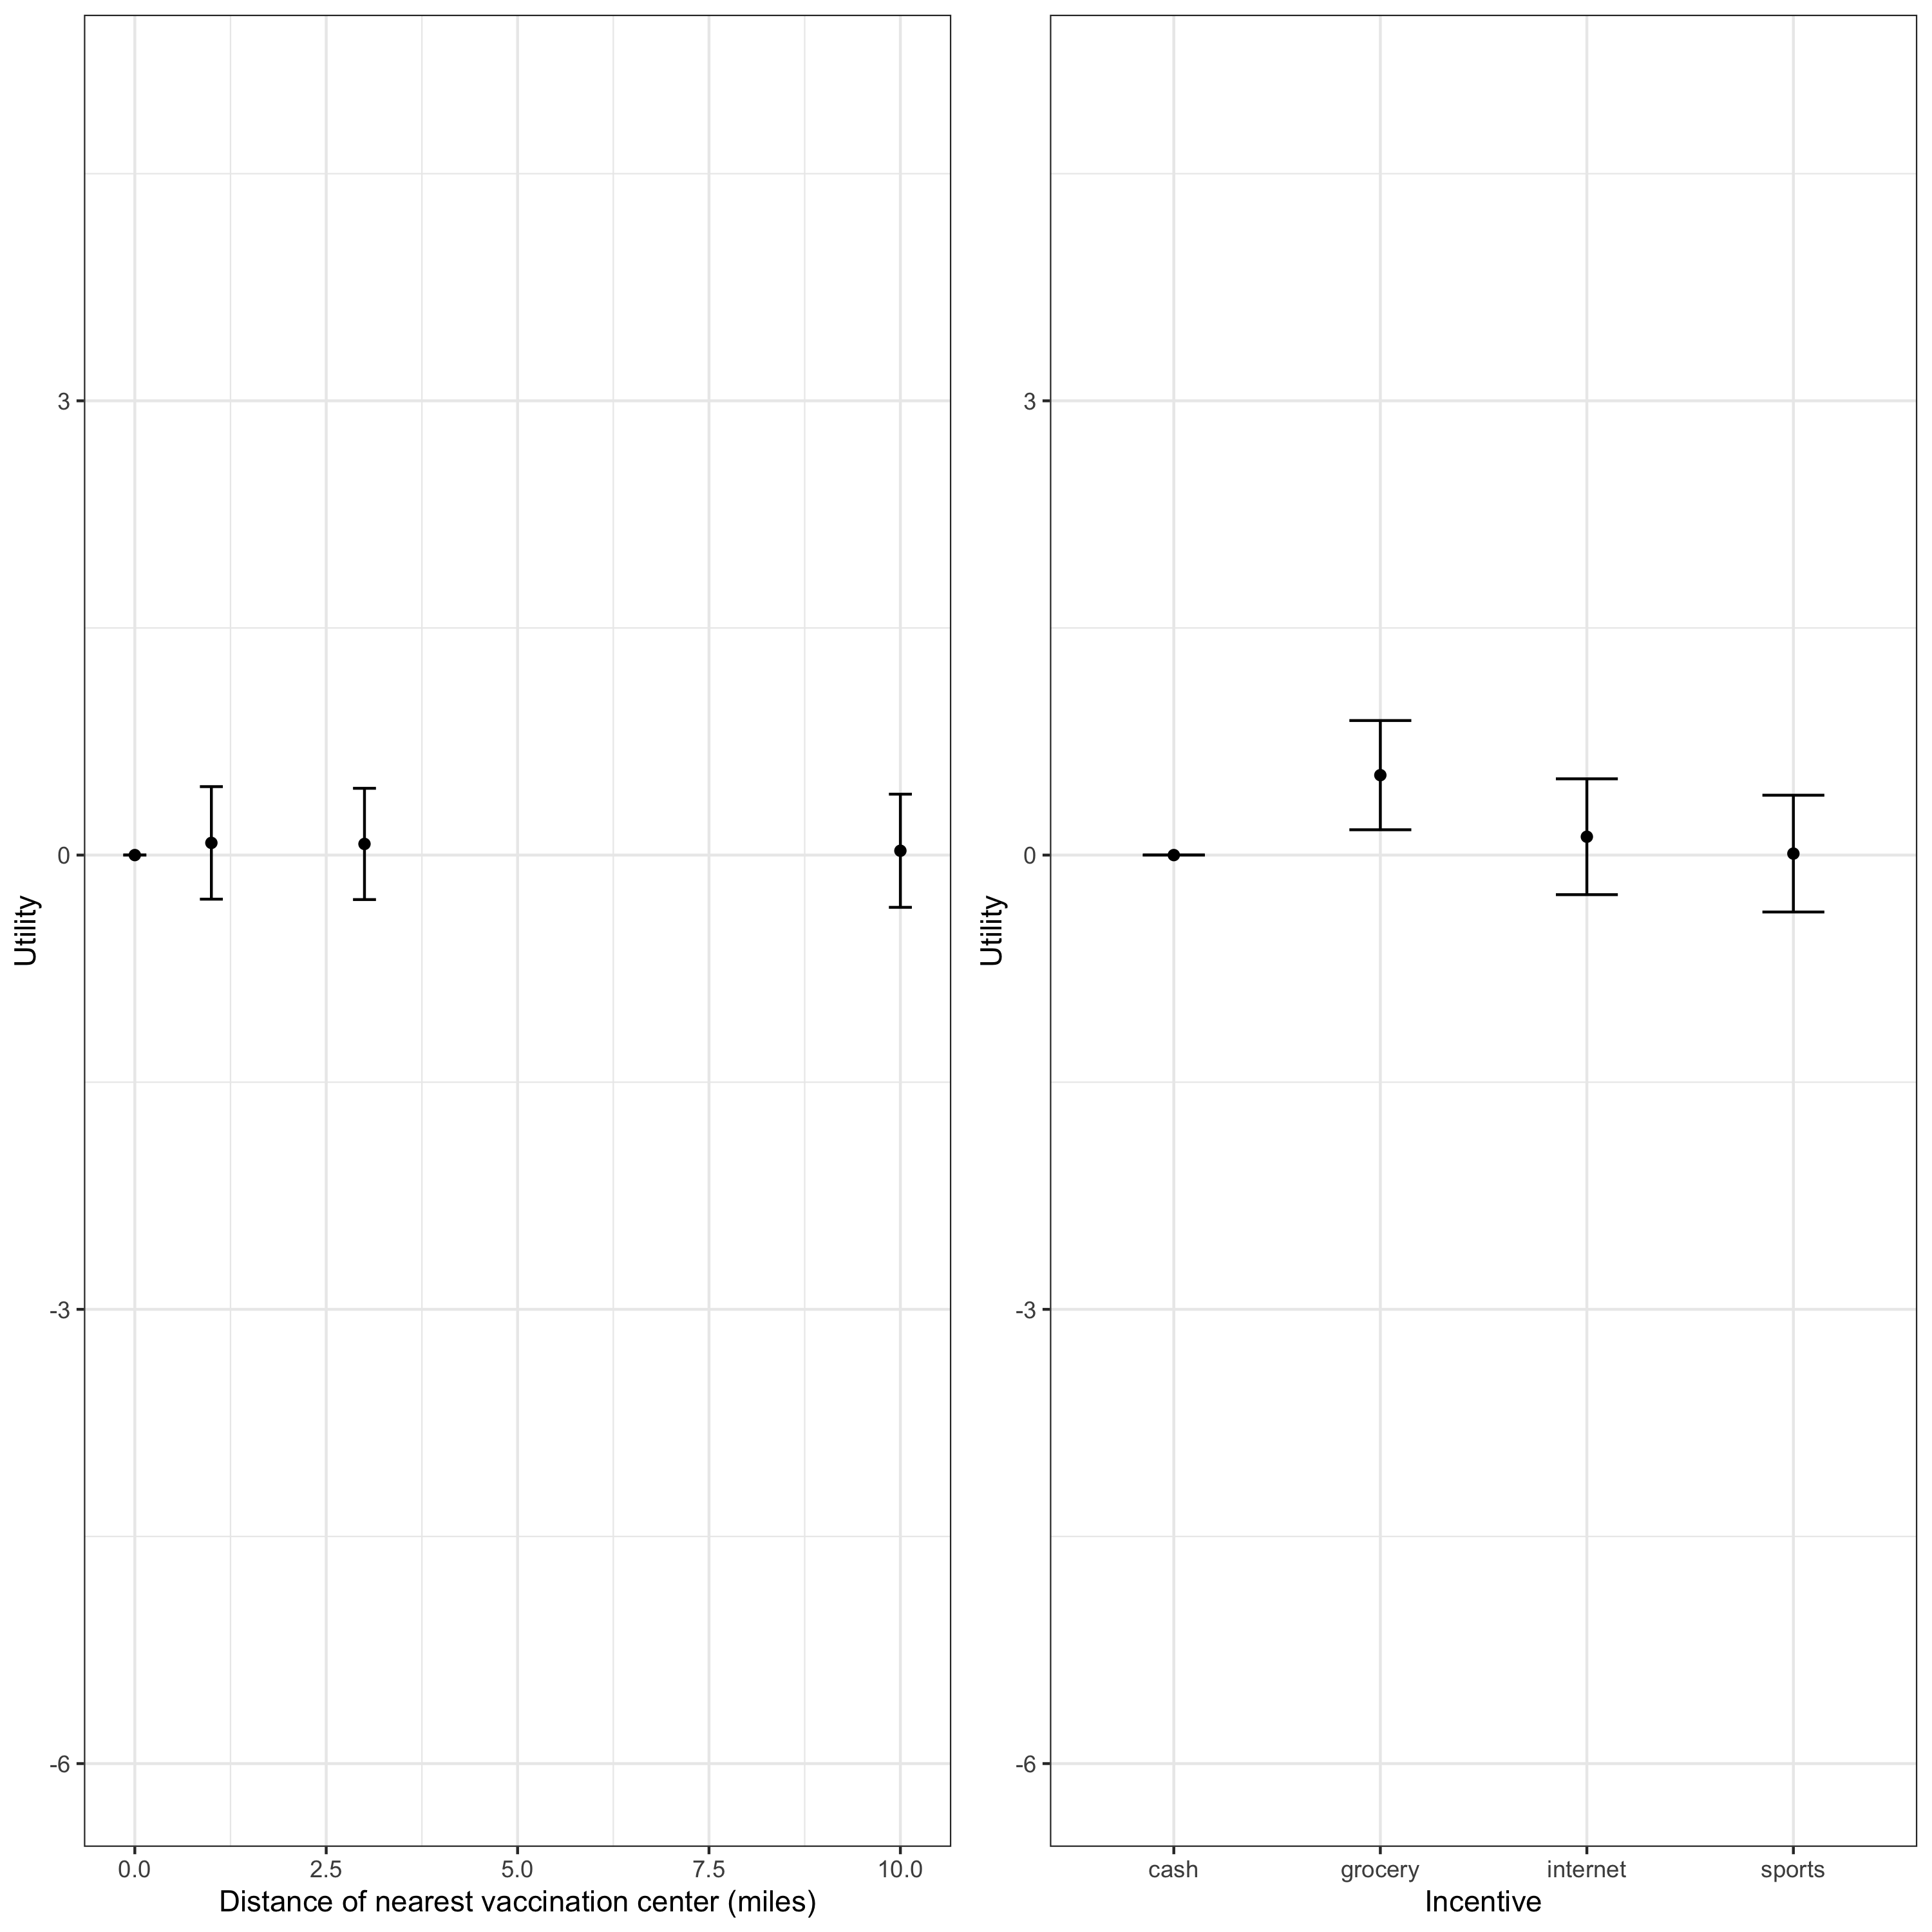 Utility
3
0
-3
-6
0.0 2.5 5.0 7.5 10.0
Distance of nearest vaccination center (miles)
Utility
3
0
-3
-6
cash grocery internet sports
Incentive